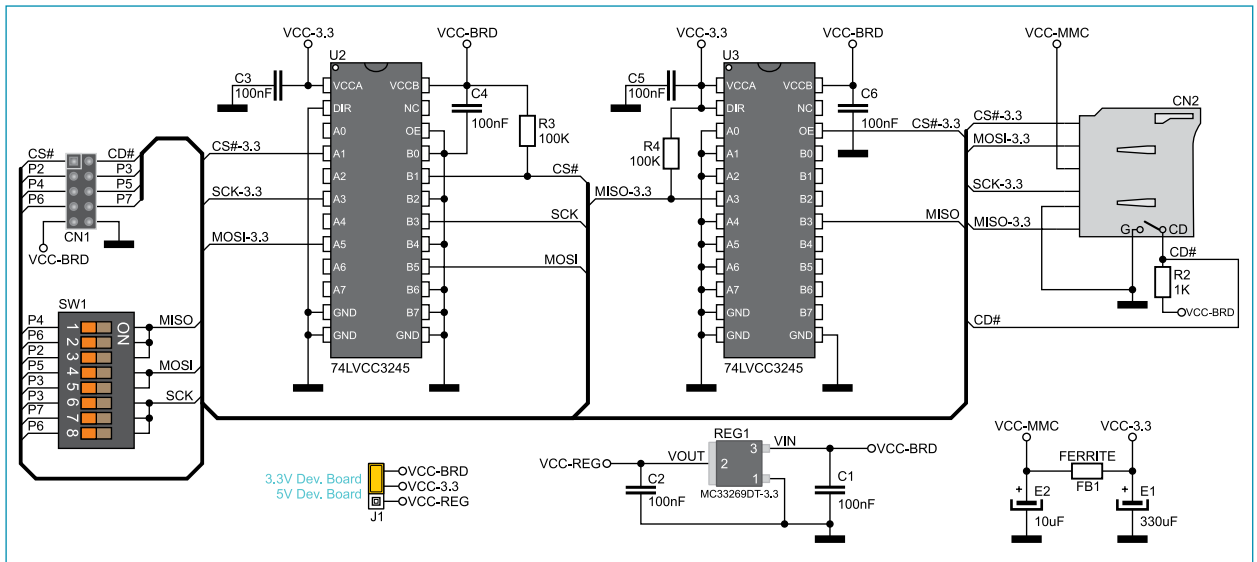 VCC-3.3
VCC-BRD
VCC-3.3
VCC-BRD
VCC-MMC
U2
U3
C3
100nF
C4
100nF
R3
100K
C5
100nF
R4
100K
C6
100nF
CN2
VCCA
DIR
A0
A1
A2
A3
A4
A5
A6
A7
GND
GND
VCCB
NC
OE
B0
B1
B2
B3
B4
B5
B6
B7
GND
74LVCC3245
VCCA
DIR
A0
A1
A2
A3
A4
A5
A6
A7
GND
GND
VCCB
NC
OE
B0
B1
B2
B3
B4
B5
B6
B7
GND
74LVCC3245
CS#
P2
P4
P6
CD#
P3
P5
P7
CN1
VCC-BRD
CS#-3.3
SCK-3.3
MOSI-3.3
CS#
SCK
MOSI
MISO-3.3
CS#-3.3
MISO
CS#-3.3
MOSI-3.3
SCK-3.3
MISO-3.3
G
CD
CD#
R2
1K
VCC-BRD
CD#
SW1
P4
P6
P2
P5
P3
P3
P7
P6
1
2
3
4
5
6
7
8
ON
MISO
MOSI
SCK
3.3V Dev. Board
5V Dev. Board
VCC-BRD
VCC-3.3
VCC-REG
J1
REG1
VCC-REG
VOUT
2
3
1
VIN
VCC-BRD
MC33269DT-3.3
C2
100nF
C1
100nF
VCC-MMC
VCC-3.3
FERRITE
FB1
+
E2
10uF
+
E1
330uF